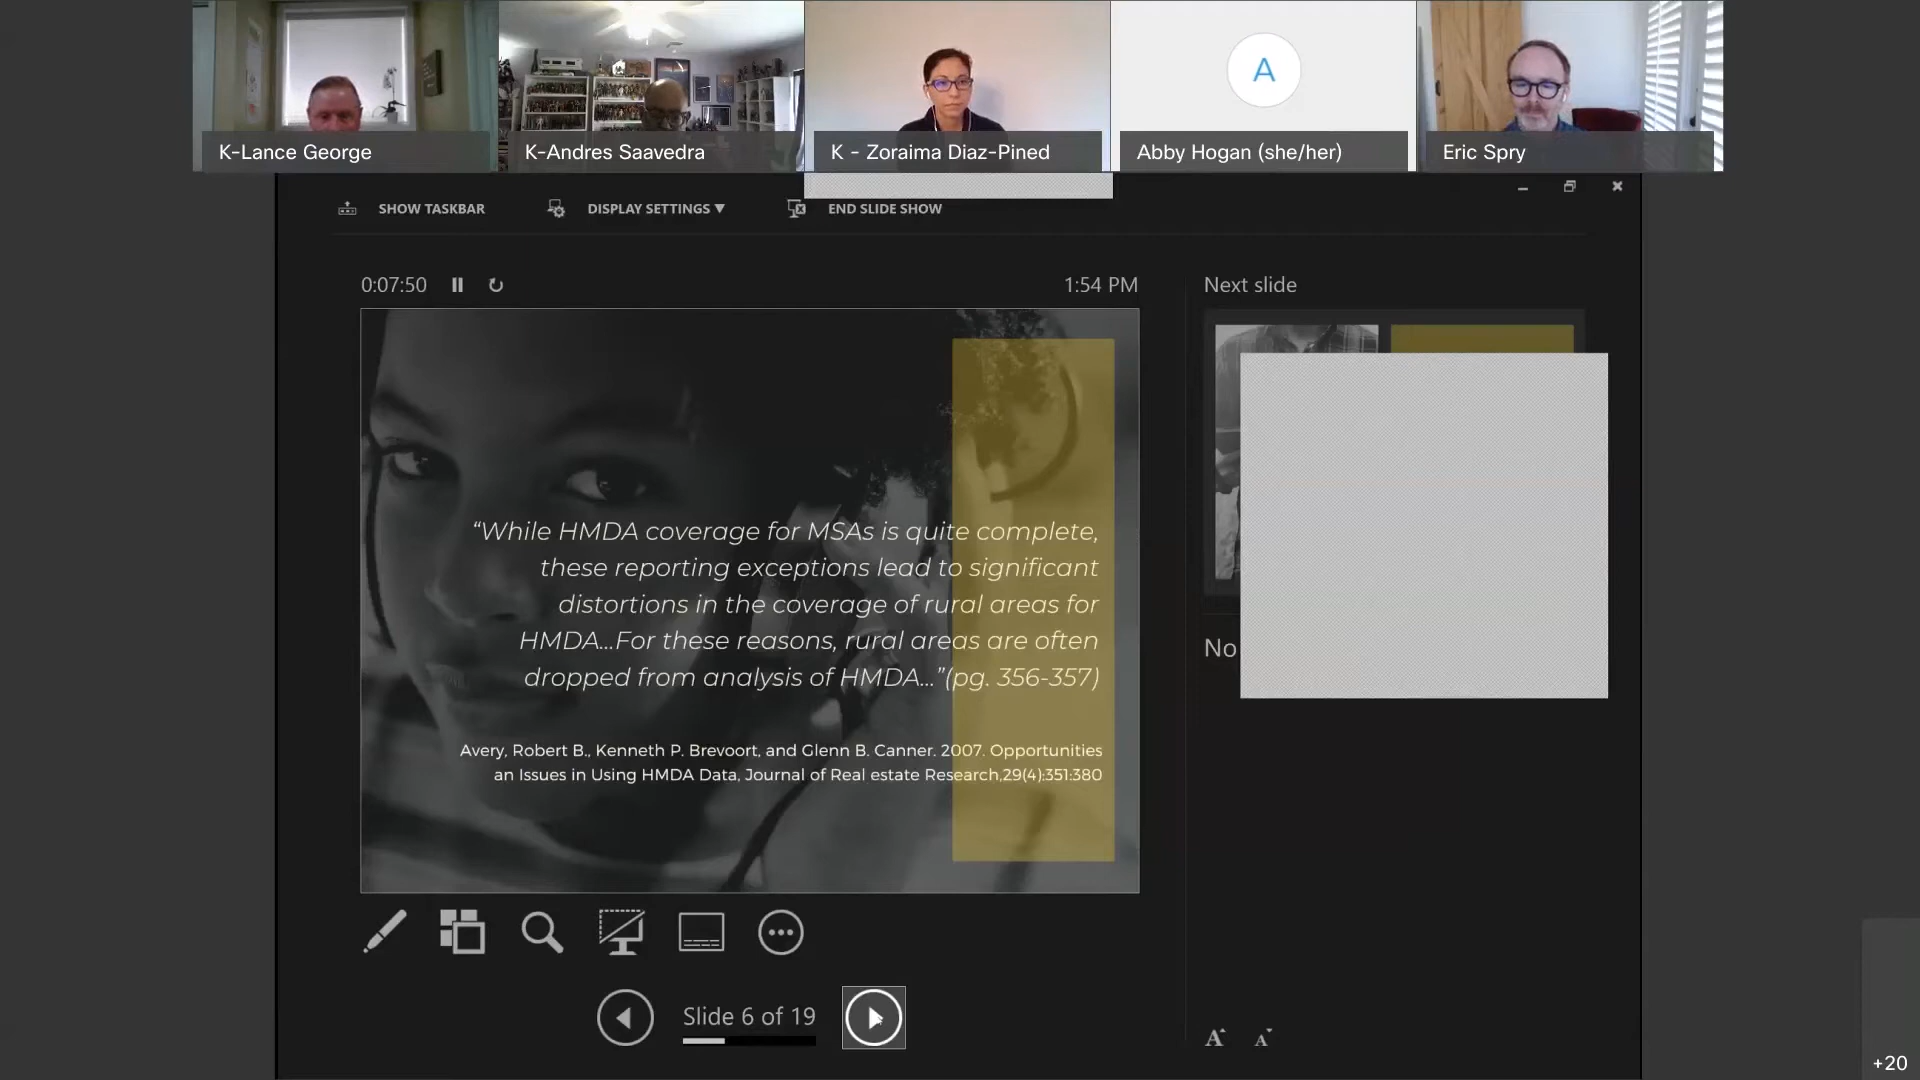 K-Lance George
K-Andres Saavedra
K - Zoraima Diaz-Pined
A
Abby Hogan (she/her)
Eric Spry
SHOW TASKBAR
DISPLAY SETTINGS ▼
END SLIDE SHOW
0:07:50
1:54 PM
Next slide
“While HMDA coverage for MSAs is quite complete,
these reporting exceptions lead to significant
distortions in the coverage of rural areas for
HMDA...For these reasons, rural areas are often
dropped from analysis of HMDA...”(pg. 356-357)
Avery, Robert B., Kenneth P. Brevoort, and Glenn B. Canner. 2007. Opportunities
an Issues in Using HMDA Data, Journal of Real estate Research,29(4):351:380
No
Slide 6 of 19
A A
+20